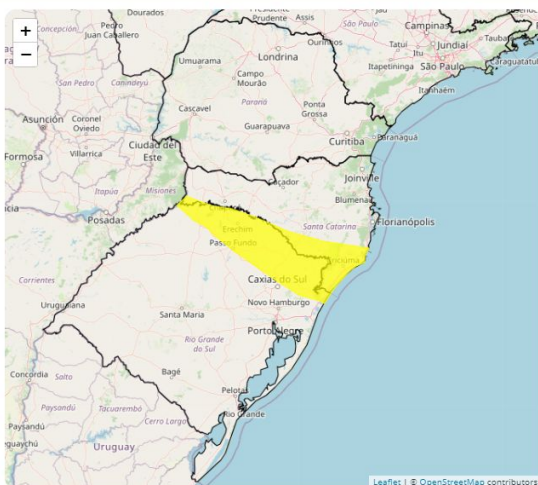 Dourados
Prudente
Assis
São Paulo
Campinas
Pedro
Juan Caballero
+
−
Londrina
Ourinhos
Tatuí
Jundiaí
Taubaté
Itu
Umuarama
Itapetininga
São Paulo
Caraguatatuba
Concepción
San Pedro
Canindeyú
Campo
Mourão
Itanhaém
Cascavel
Paraná
Ponta
Grossa
Asunción
Coronel
Oviedo
Guarapuava
Ciudad del
Este
Curitiba
Paranaguá
Villarrica
Formosa
Joinville
Itapúa
Misiones
Caçador
Blumenau
Posadas
Santa Catarina
Florianópolis
Erechim
Passo Fundo
Criciúma
Corrientes
Caxias do Sul
Uruguaiana
Novo Hamburgo
Santa Maria
Porto Alegre
Rio Grande
do Sul
Concordia
Salto
Bagé
Pelotas
Paysandú
Tacuarembó
Cerro Largo
Rio Grande
Paysandú
Uruguay
Leaflet | © OpenStreetMap contributors